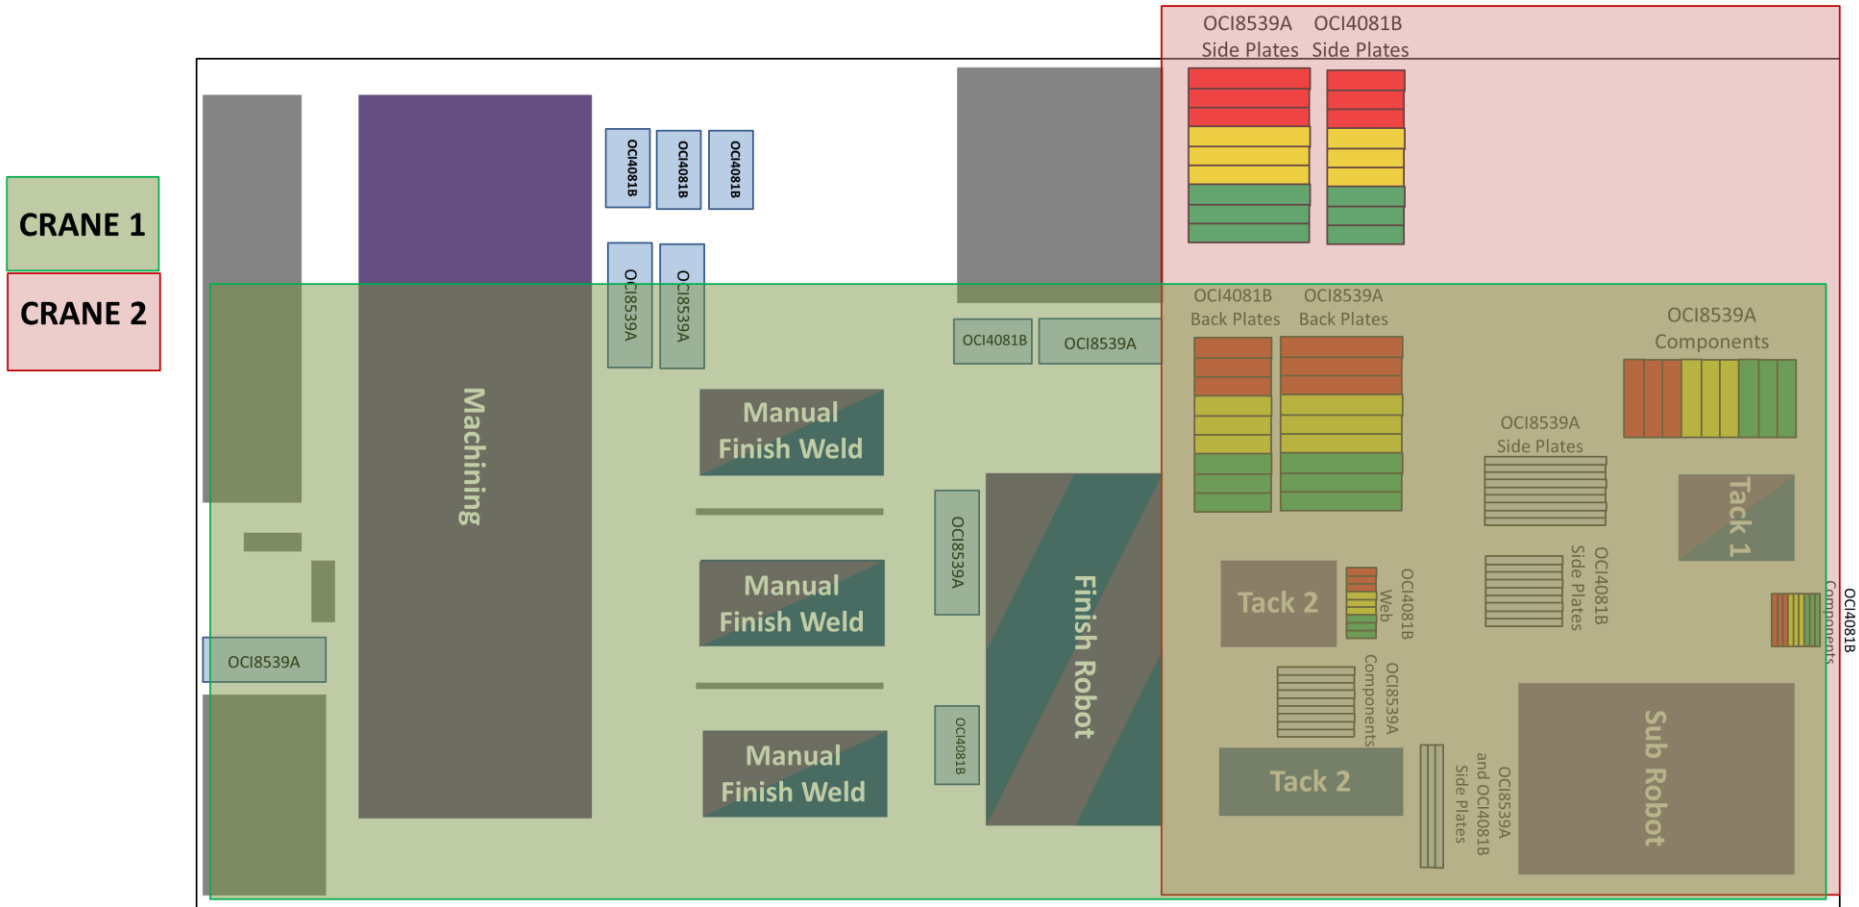 OCI8539A
Side Plates
OCI4081B
Side Plates
CRANE 1
CRANE 2
OCI4081B
OCI4081B
OCI4081B
OCI8539A
OCI8539A
Machining
OCI4081B
OCI8539A
OCI4081B
Back Plates
OCI8539A
Back Plates
OCI8539A
Components
Manual
Finish Weld
OCI8539A
Side Plates
Tack 1
OCI8539A
Manual
Finish Weld
Finish Robot
Tack 2
OCI4081B
Web
OCI4081B
Side Plates
OCI4081B
Components
OCI8539A
OCI8539A
Components
Manual
Finish Weld
OCI4081B
Tack 2
OCI8539A
and OCI4081B
Side Plates
Sub Robot